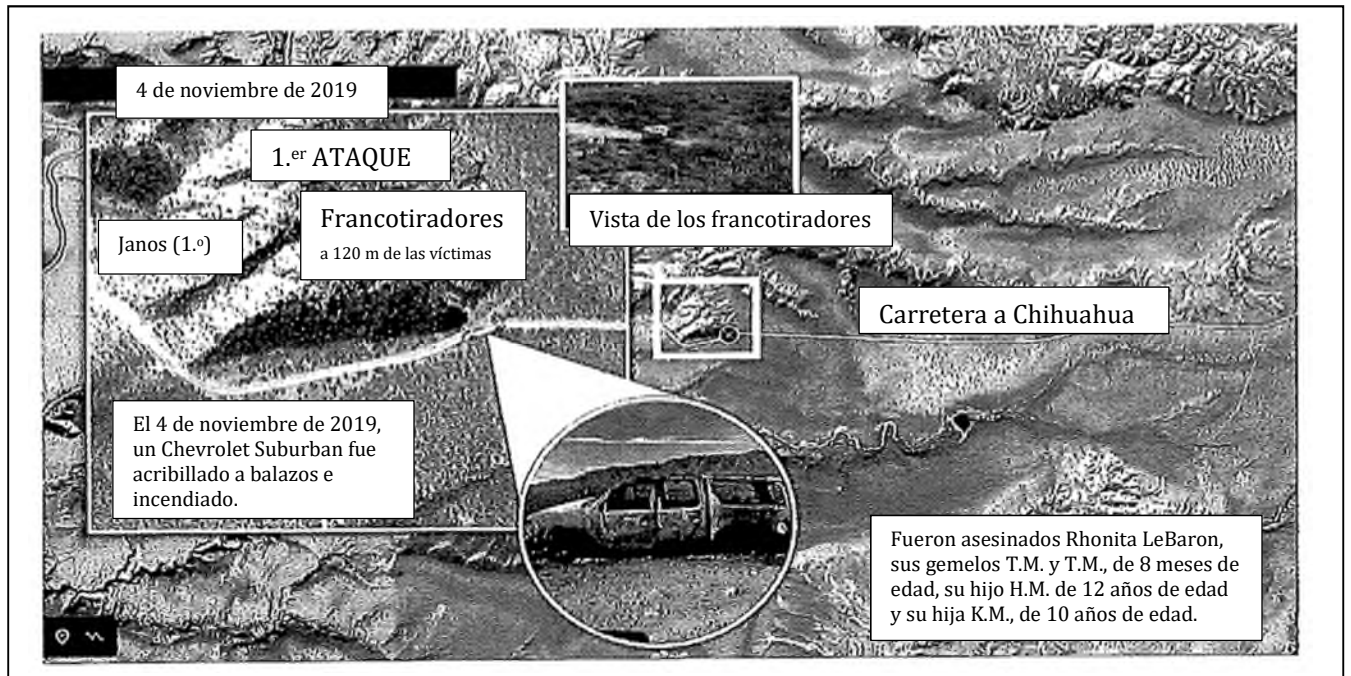 4 de noviembre de 2019
1.er ATAQUE
Francotiradores
a 120 m de las víctimas
Janos (1.o)
Vista de los francotiradores
Carretera a Chihuahua
El 4 de noviembre de 2019,
un Chevrolet Suburban fue
acribillado a balazos e
incendiado.
Fueron asesinados Rhonita LeBaron,
sus gemelos T.M. y T.M., de 8 meses de
edad, su hijo H.M. de 12 años de edad
y su hija K.M., de 10 años de edad.